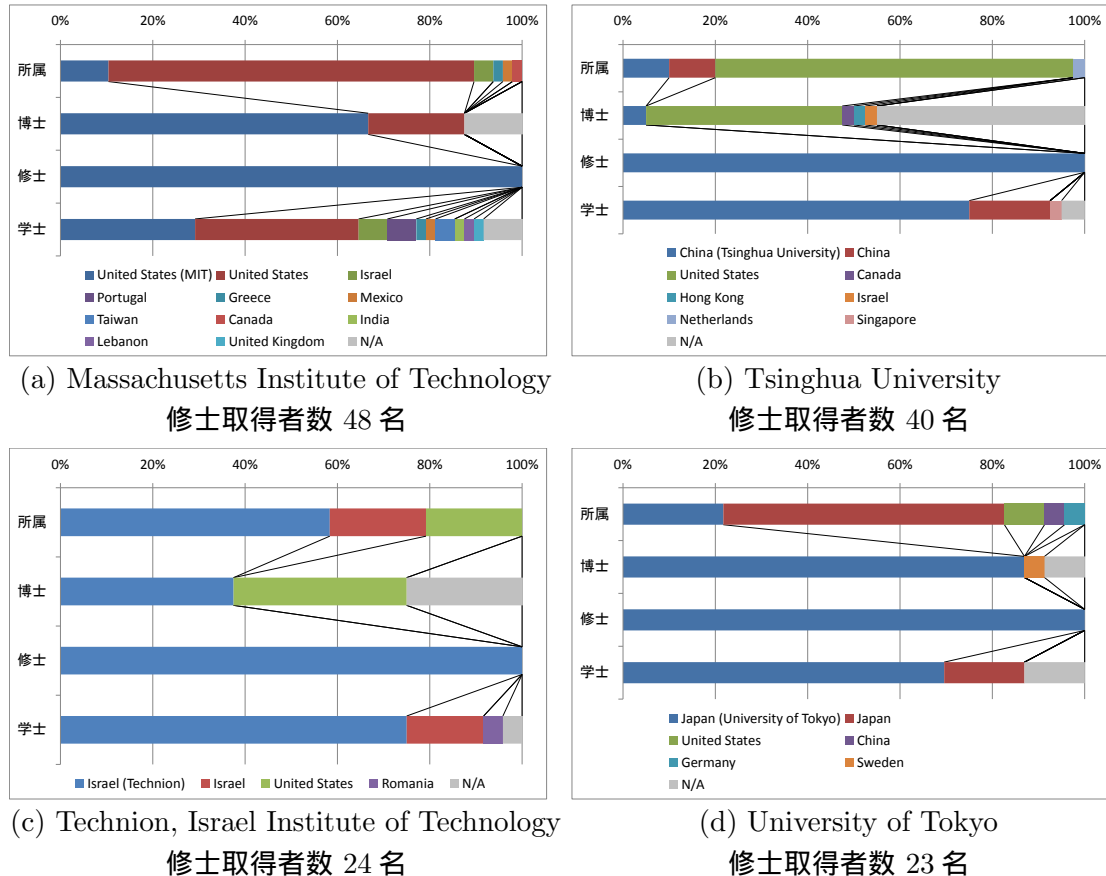 0% 20% 40% 60% 80% 100%
所属
博士
修士
学士
United States (MIT) United States Israel
Portugal Greece Mexico
Taiwan Canada India
Lebanon United Kingdom N/A
(a) Massachusetts Institute of Technology
修士取得者数 48 名
0% 20% 40% 60% 80% 100%
所属
博士
修士
学士
China (Tsinghua University) China
United States Canada
Hong Kong Israel
Netherlands Singapore
N/A
(b) Tsinghua University
修士取得者数 40 名
0% 20% 40% 60% 80% 100%
所属
博士
修士
学士
Israel (Technion) Israel United States Romania N/A
(c) Technion, Israel Institute of Technology
修士取得者数 24 名
0% 20% 40% 60% 80% 100%
所属
博士
修士
学士
Japan (University of Tokyo) Japan
United States China
Germany Sweden
N/A
(d) University of Tokyo
修士取得者数 23 名